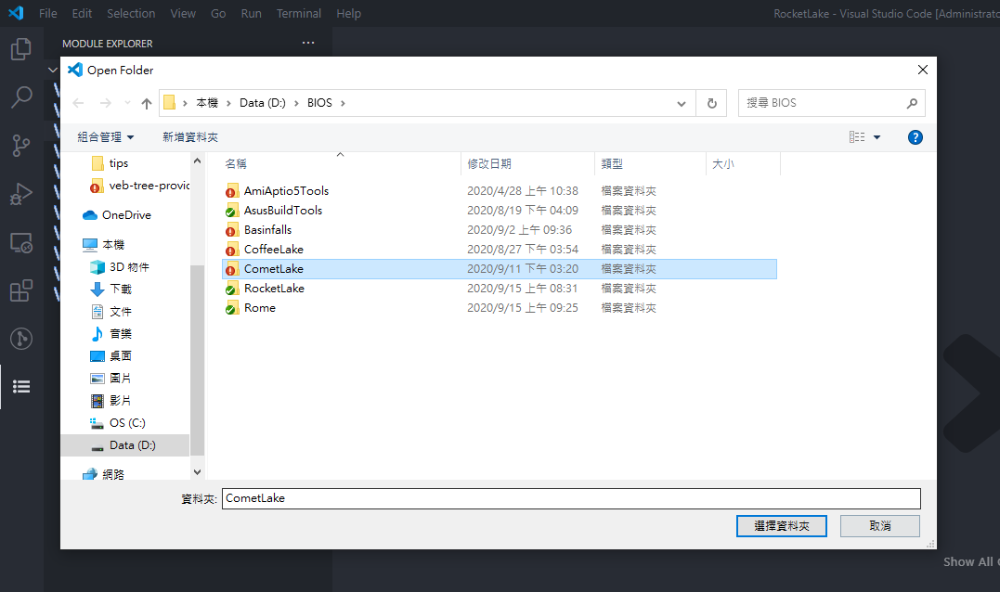 File Edit Selection View Go Run Terminal Help RocketLake - Visual Studio Code [Administrato
MODULE EXPLORER ...
Open Folder
本機 Data (D:) BIOS
搜尋 BIOS
組合管理 新增資料夾
tips
veb-tree-provic
OneDrive
本機
3D 物件
下載
文件
音樂
桌面
圖片
影片
OS (C:)
Data (D:)
網路
名稱 修改日期 類型 大小
AmiAptio5Tools 2020/4/28 上午 10:38 檔案資料夾
AsusBuildTools 2020/8/19 下午 04:09 檔案資料夾
Basinfalls 2020/9/2 上午 09:36 檔案資料夾
CoffeeLake 2020/8/27 下午 03:54 檔案資料夾
CometLake 2020/9/11 下午 03:20 檔案資料夾
RocketLake 2020/9/15 上午 08:31 檔案資料夾
Rome 2020/9/15 上午 09:25 檔案資料夾
資料夾: CometLake
選擇資料夾 取消
Show All